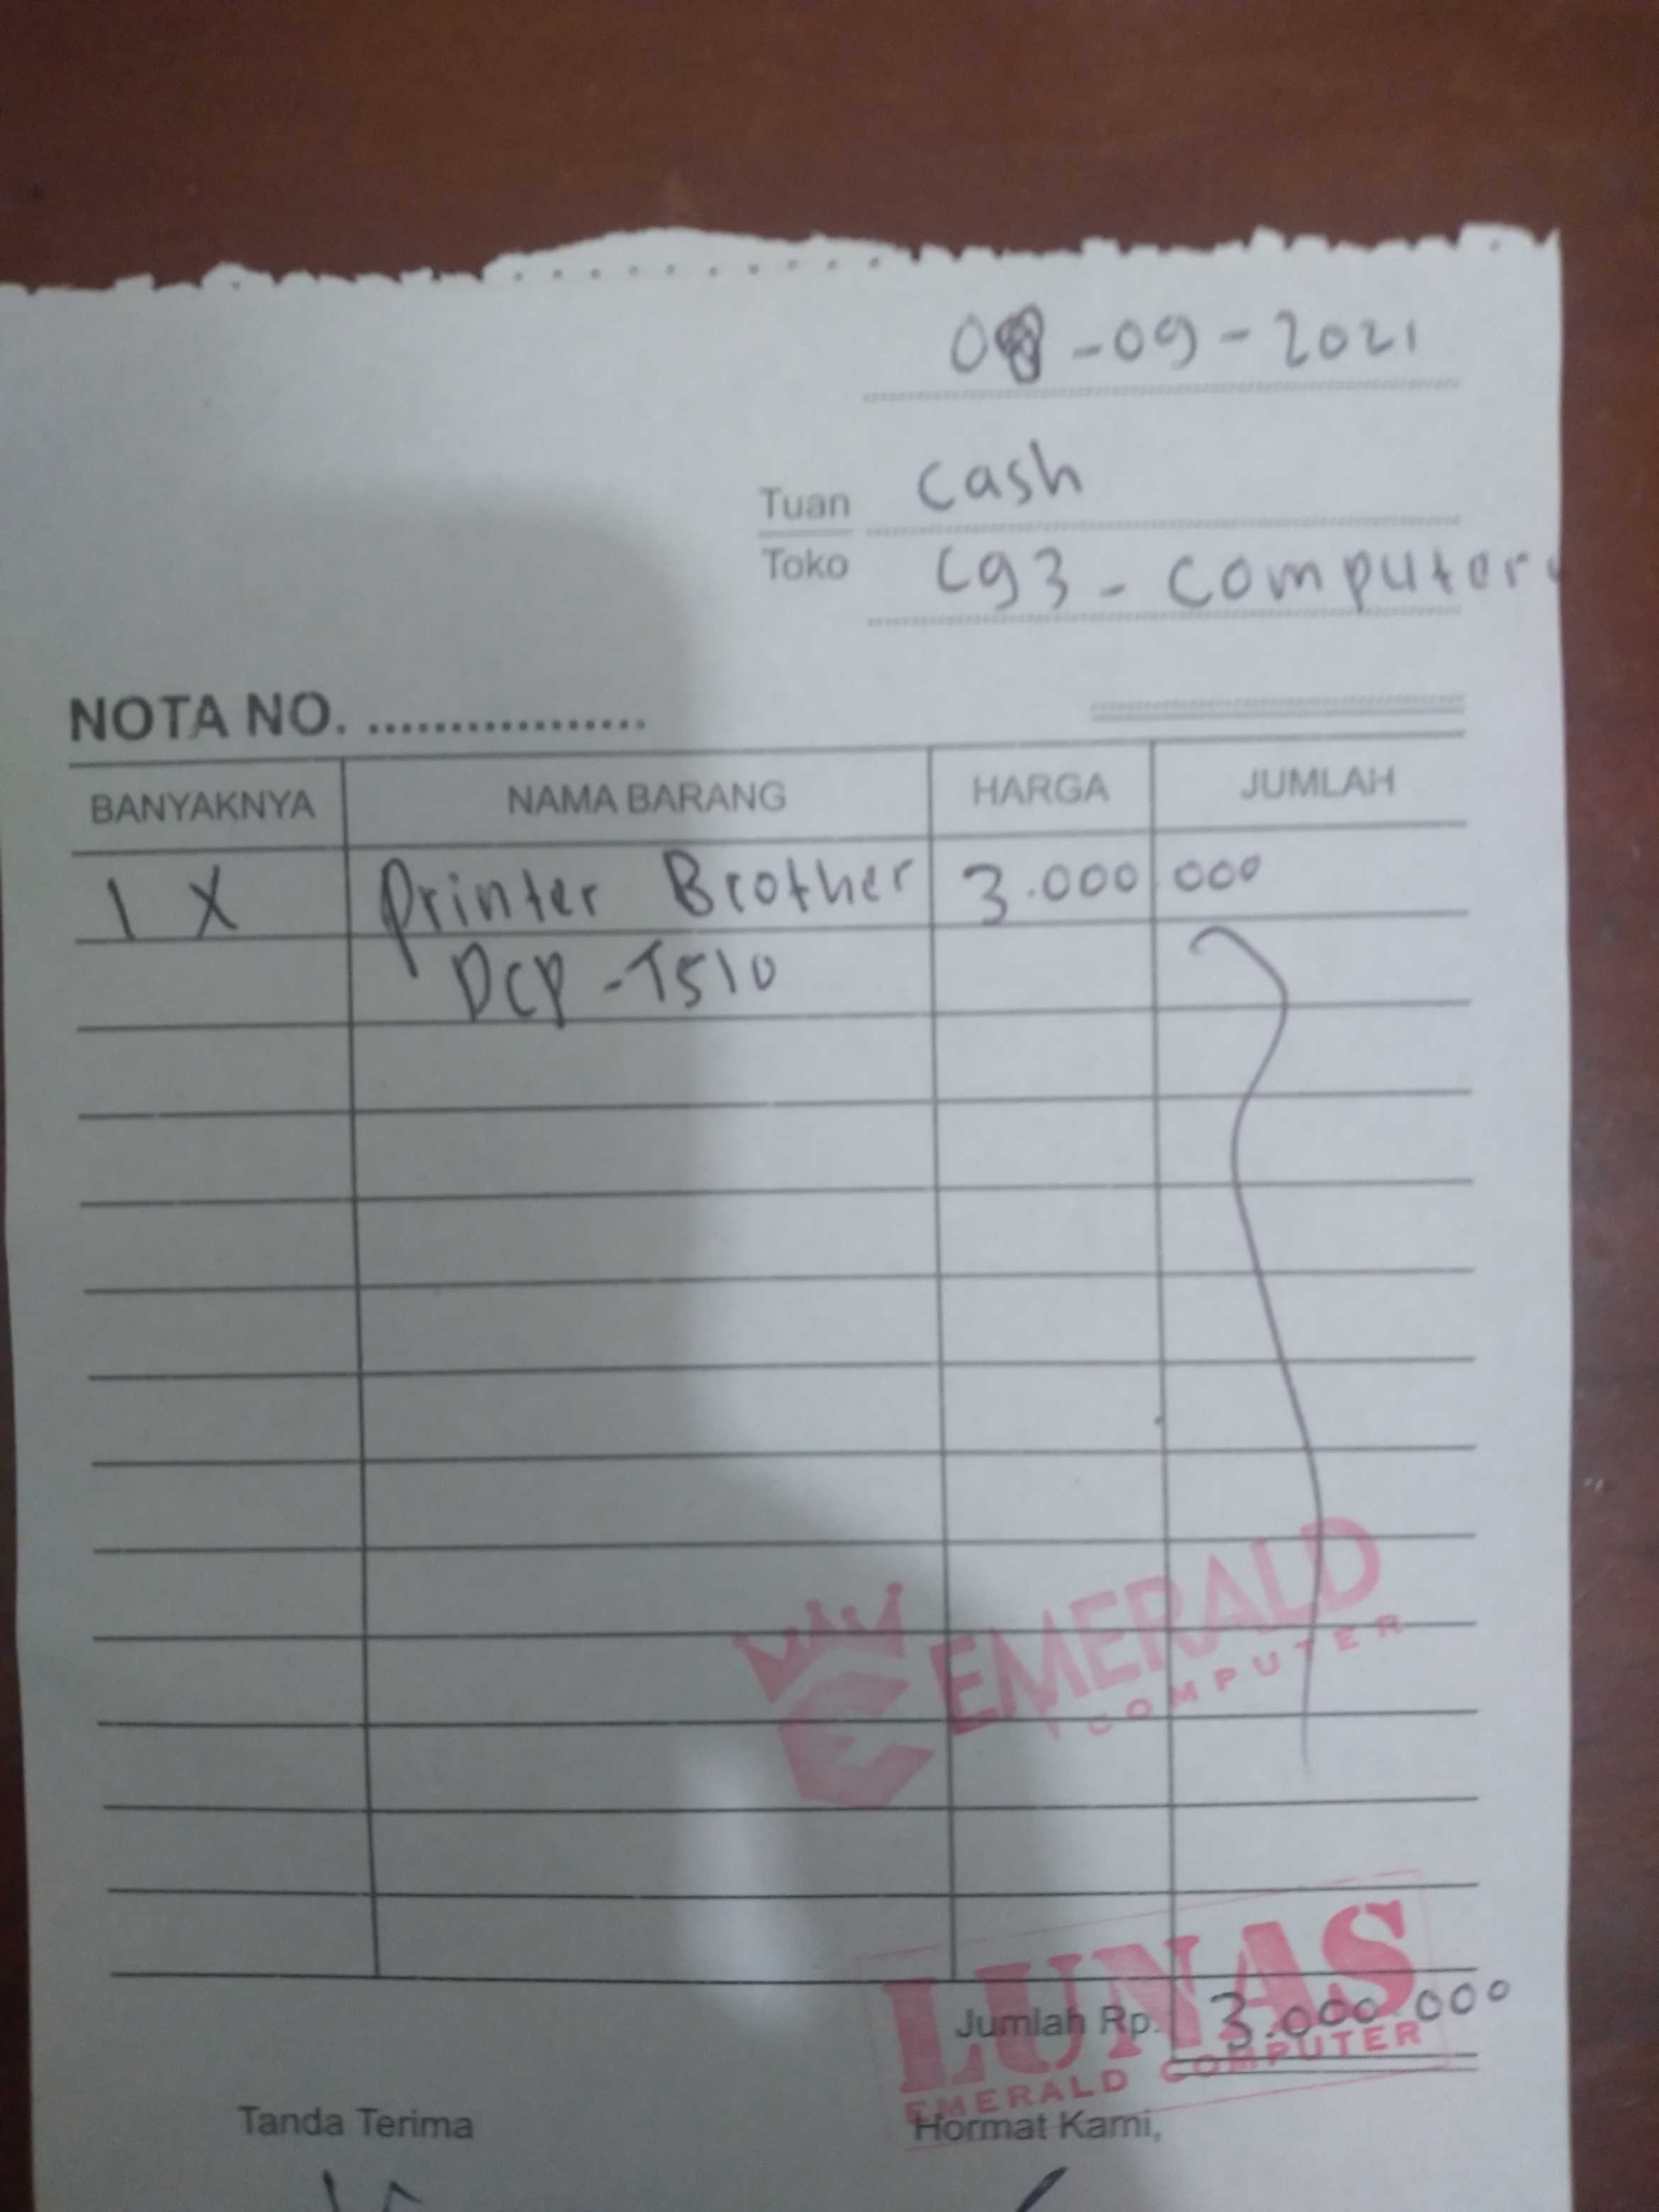 08-09-2021
Tuan cash
Toko cg3 - computer
NOTA NO. ..................
BANYAKNYA NAMA BARANG HARGA JUMLAH
1 X Printer Brother 3.000 000
DCP - T510
EMERALD
COMPUTER
LUNAS
Jumlah Rp. 3.000.000
EMERALD COMPUTER
Tanda Terima Hormat Kami,